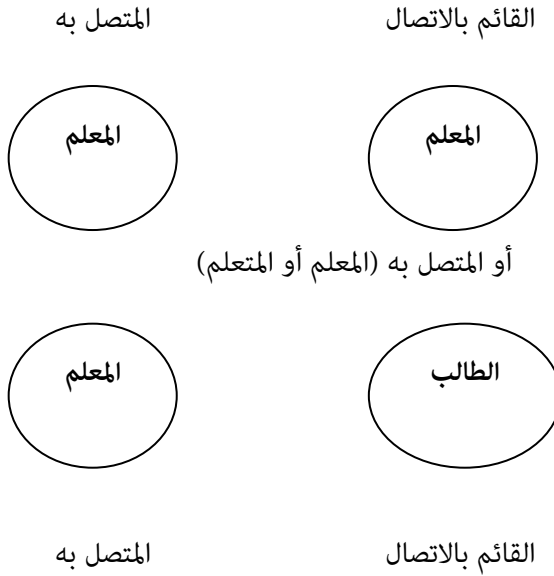 القائم بالاتصال المتصل به
المعلم المعلم
أو المتصل به (المعلم أو المتعلم)
الطالب المعلم
القائم بالاتصال المتصل به